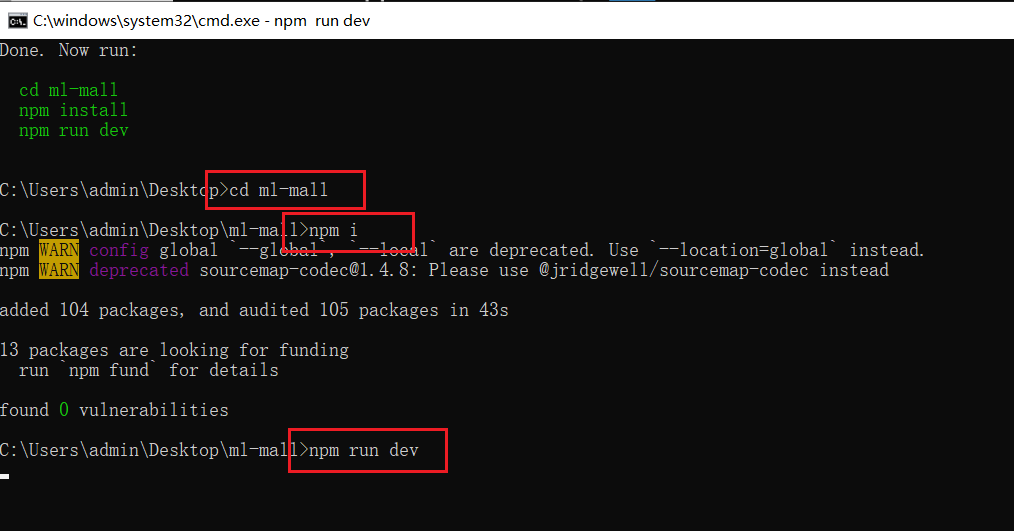 C:\windows\system32\cmd.exe - npm  run dev
Done. Now run:
cd ml-mall
npm install
npm run dev
C:\Users\admin\Desktop>cd ml-mall
C:\Users\admin\Desktop\ml-mall>npm i
npm WARN config global `--global`, `--local` are deprecated. Use `--location=global` instead.
npm WARN deprecated sourcemap-codec@1.4.8: Please use @jridgewell/sourcemap-codec instead
added 104 packages, and audited 105 packages in 43s
13 packages are looking for funding
run `npm fund` for details
found 0 vulnerabilities
C:\Users\admin\Desktop\ml-mall>npm run dev